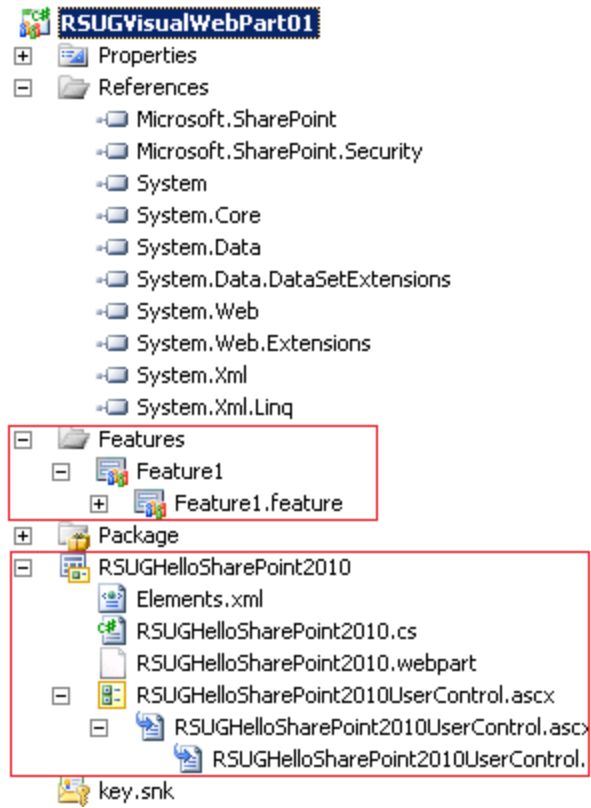 RSUGVisualWebPart01
Properties
References
Microsoft.SharePoint
Microsoft.SharePoint.Security
System
System.Core
System.Data
System.Data.DataSetExtensions
System.Web
System.Web.Extensions
System.Xml
System.Xml.Linq
Features
Feature1
Feature1.feature
Package
RSUGHelloSharePoint2010
Elements.xml
RSUGHelloSharePoint2010.cs
RSUGHelloSharePoint2010.webpart
RSUGHelloSharePoint2010UserControl.ascx
RSUGHelloSharePoint2010UserControl.ascx
RSUGHelloSharePoint2010UserControl.
key.snk